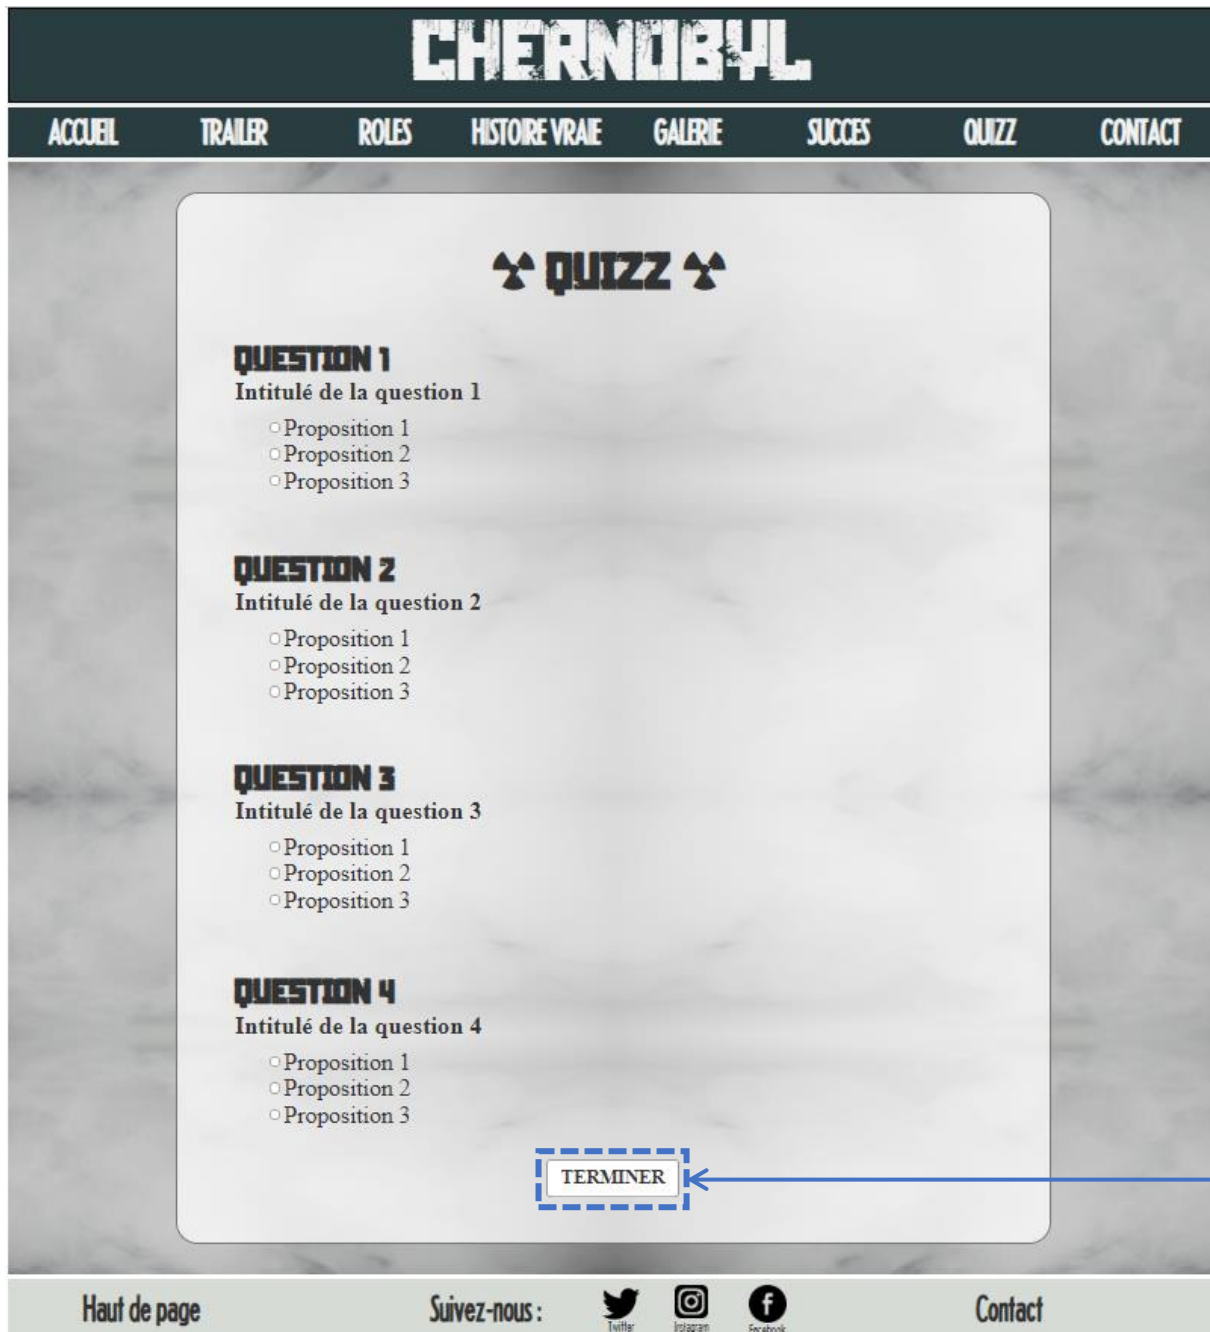 CHERNOBYL
ACCUEIL TRAILER ROLES HISTOIRE VRAIE GALERIE SUCCES QUIZZ CONTACT
QUIZZ
QUESTION 1
Intitulé de la question 1
Proposition 1
Proposition 2
Proposition 3
QUESTION 2
Intitulé de la question 2
Proposition 1
Proposition 2
Proposition 3
QUESTION 3
Intitulé de la question 3
Proposition 1
Proposition 2
Proposition 3
QUESTION 4
Intitulé de la question 4
Proposition 1
Proposition 2
Proposition 3
TERMINER
Haut de page Suivez-nous : Twitter Instagram Facebook Contact